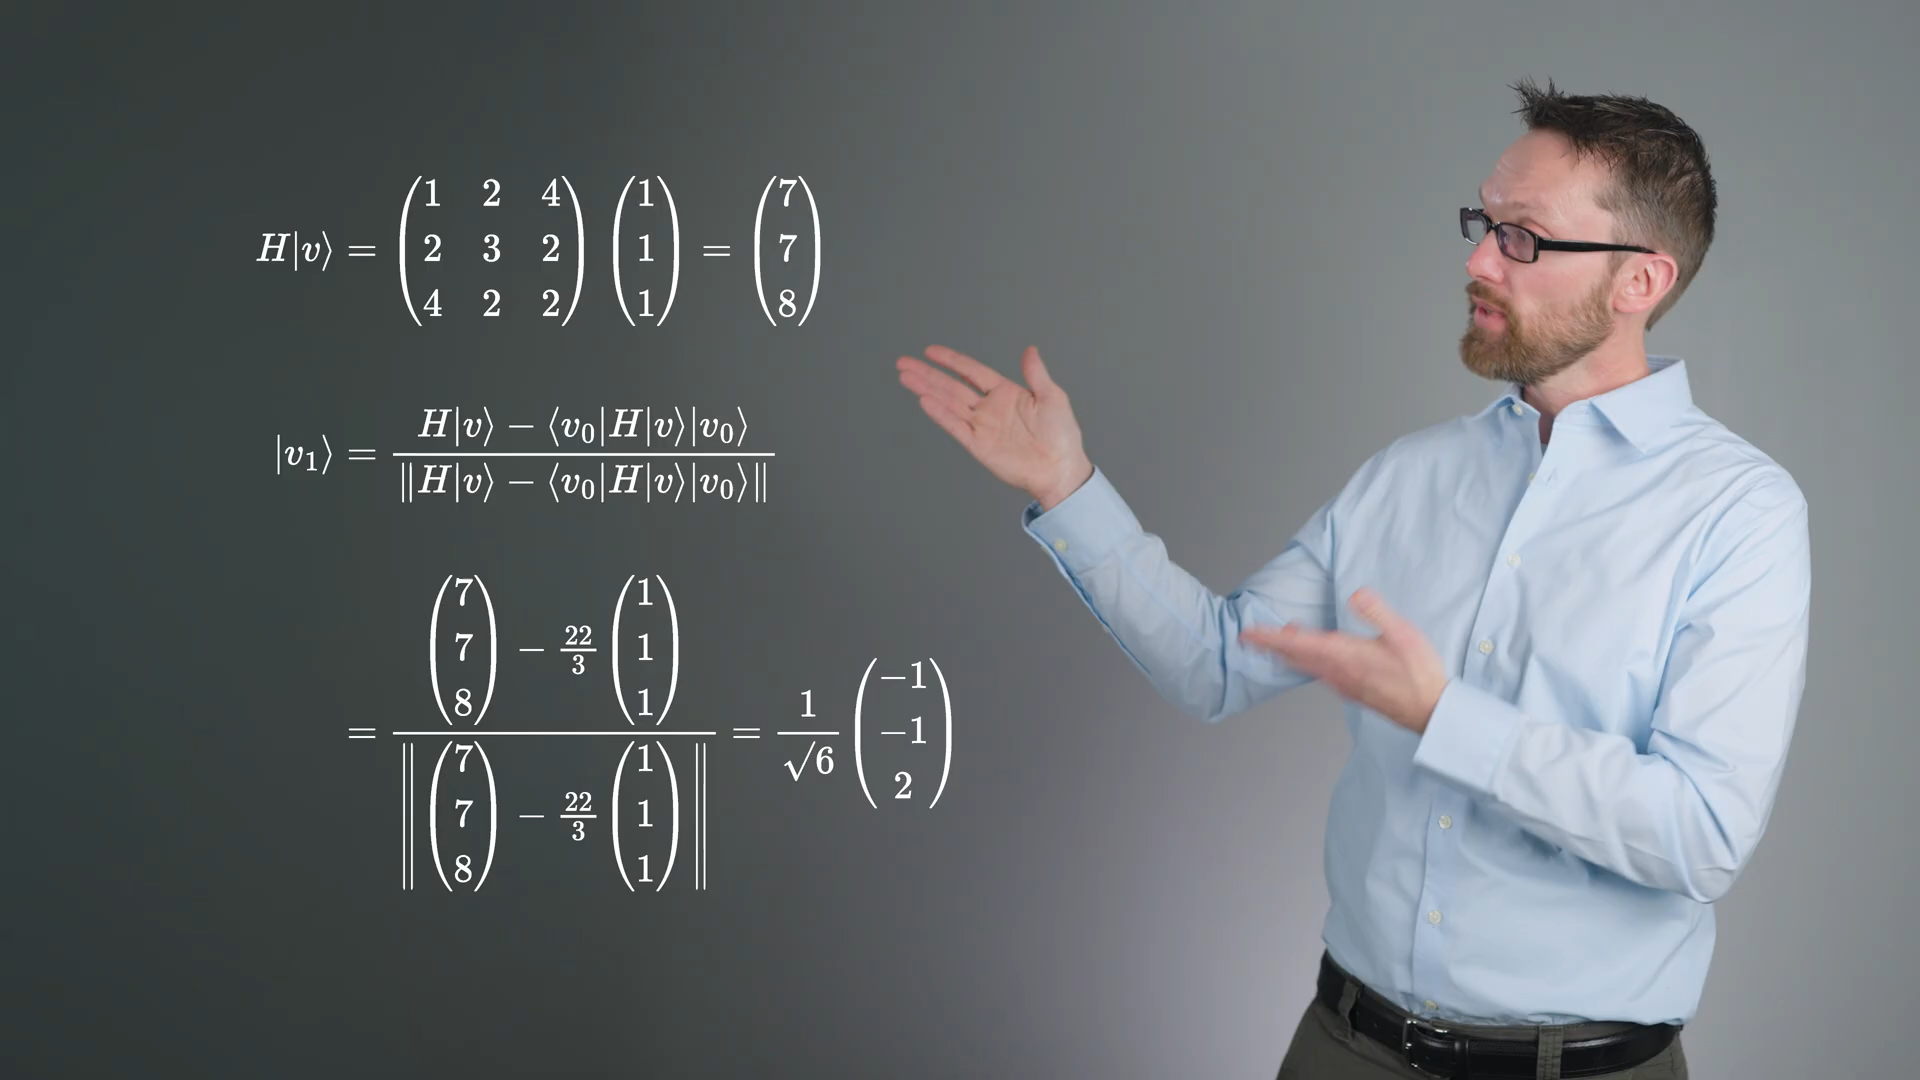 H|v⟩ = (1 2 4; 2 3 2; 4 2 2) (1; 1; 1) = (7; 7; 8)
|v₁⟩ = (H|v⟩ − ⟨v₀|H|v⟩|v₀⟩) / ‖H|v⟩ − ⟨v₀|H|v⟩|v₀⟩‖
= ((7; 7; 8) − 22/3 (1; 1; 1)) / ‖(7; 7; 8) − 22/3 (1; 1; 1)‖ = 1/√6 (−1; −1; 2)